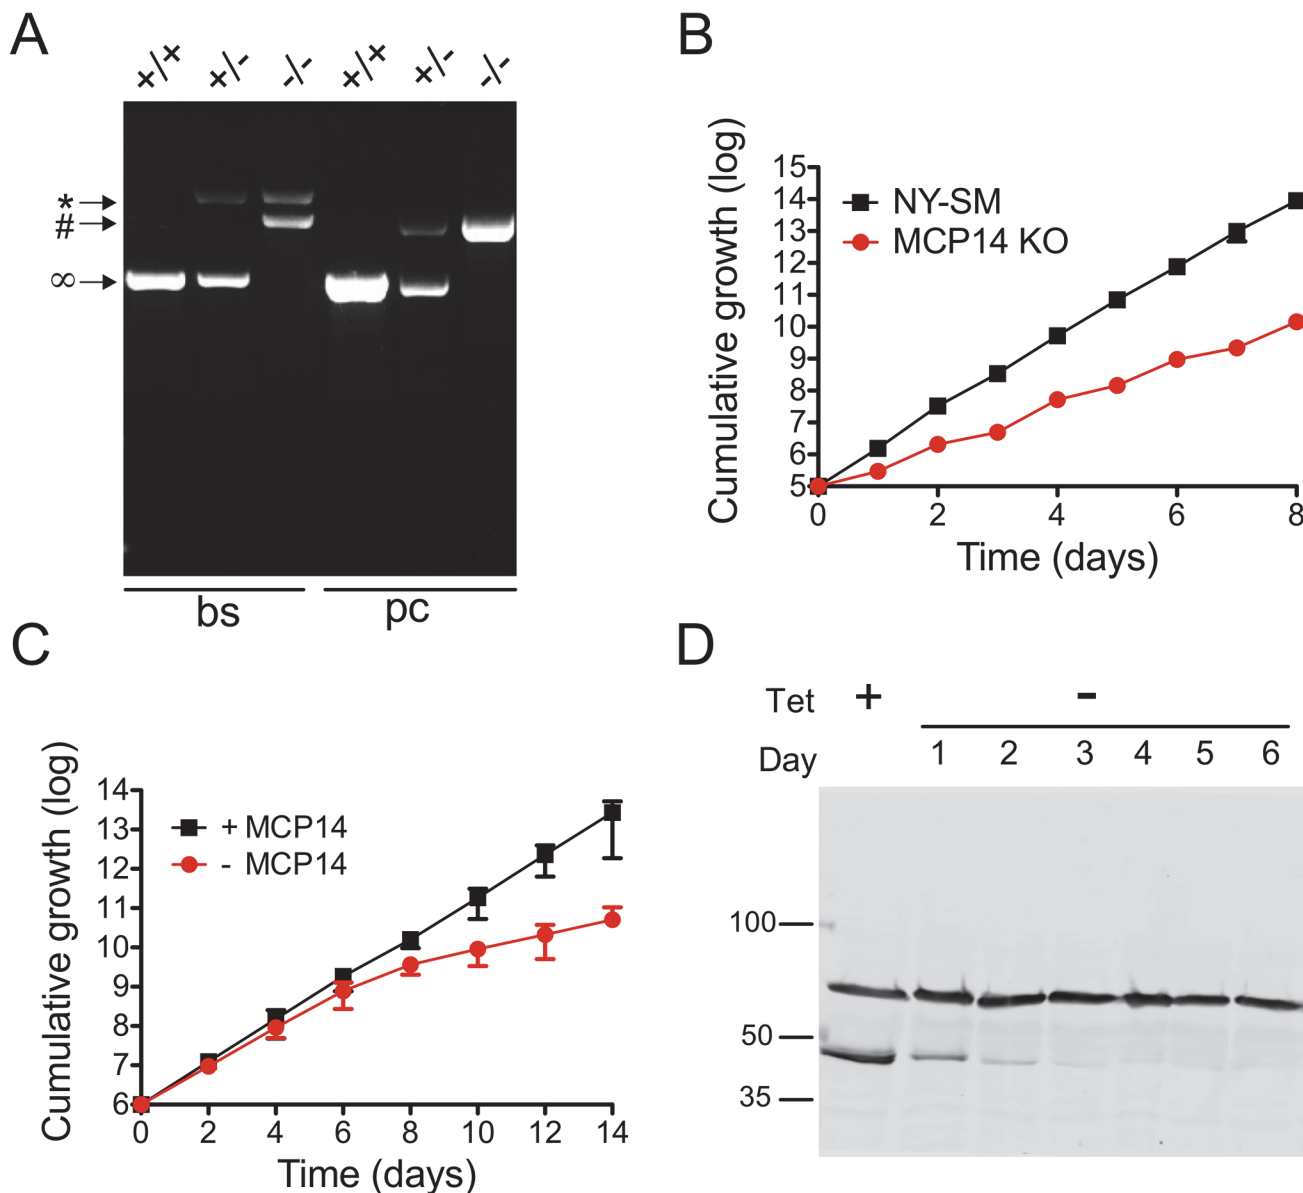 A
+/+ +/- -/- +/+ +/- -/-
*
#
∞
bs pc
B
Cumulative growth (log)
15
14
13
12
11
10
9
8
7
6
5
NY-SM
MCP14 KO
0 2 4 6 8
Time (days)
C
Cumulative growth (log)
14
13
12
11
10
9
8
7
6
+ MCP14
- MCP14
0 2 4 6 8 10 12 14
Time (days)
D
Tet + -
Day 1 2 3 4 5 6
100
50
35